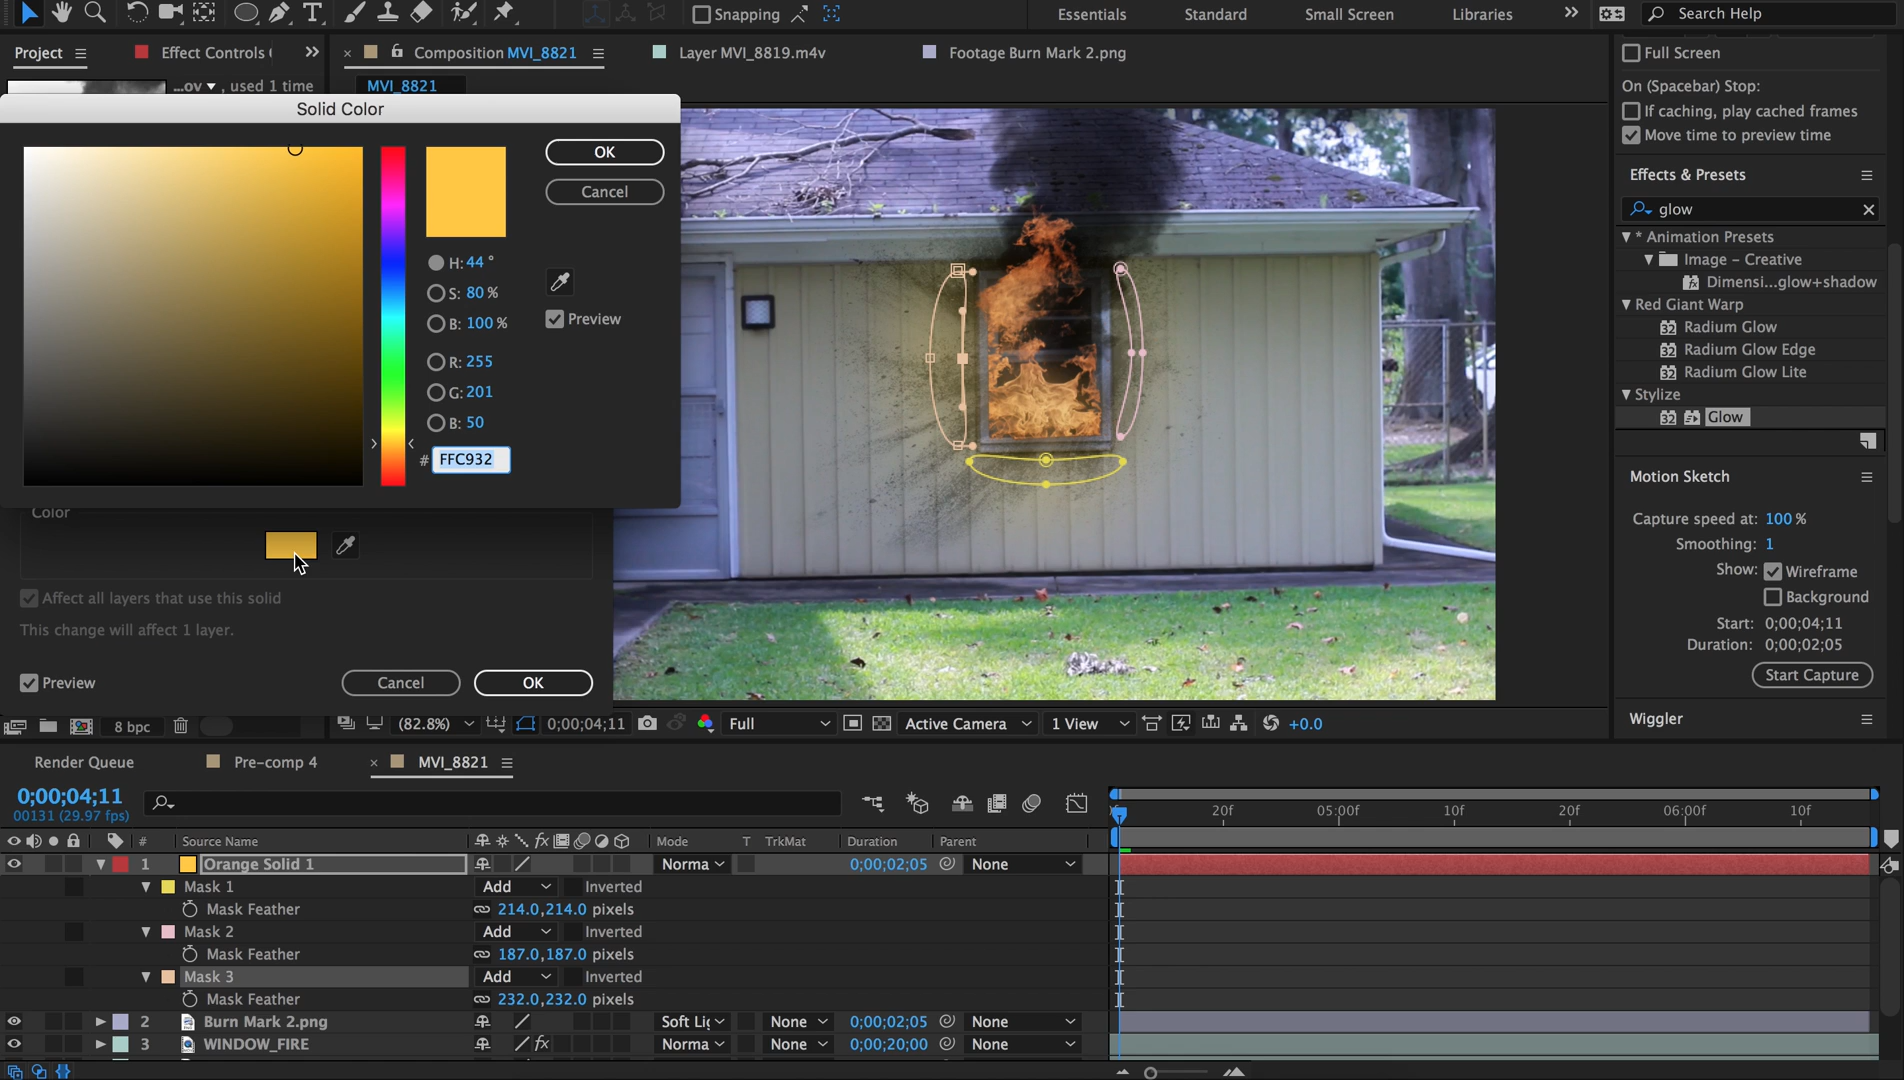 Snapping
Essentials
Standard
Small Screen
Libraries
Search Help
Project
Effect Controls
Composition MVI_8821
Layer MVI_8819.m4v
Footage Burn Mark 2.png
...ov ▾ , used 1 time
MVI_8821
Solid Color
OK
Cancel
H: 44 °
S: 80 %
B: 100 %
Preview
R: 255
G: 201
B: 50
# FFC932
Color
Affect all layers that use this solid
This change will affect 1 layer.
Preview
Cancel
OK
8 bpc
(82.8%)
0;00;04;11
Full
Active Camera
1 View
+0.0
Full Screen
On (Spacebar) Stop:
If caching, play cached frames
Move time to preview time
Effects & Presets
glow
* Animation Presets
Image – Creative
Dimensi...glow+shadow
Red Giant Warp
Radium Glow
Radium Glow Edge
Radium Glow Lite
Stylize
Glow
Motion Sketch
Capture speed at: 100 %
Smoothing: 1
Show: Wireframe
Background
Start: 0;00;04;11
Duration: 0;00;02;05
Start Capture
Wiggler
Render Queue
Pre-comp 4
MVI_8821
0;00;04;11
00131 (29.97 fps)
20f
05:00f
10f
20f
06:00f
10f
# Source Name
Mode
T TrkMat
Duration
Parent
1 Orange Solid 1 Norma 0;00;02;05 None
Mask 1 Add Inverted
Mask Feather 214.0,214.0 pixels
Mask 2 Add Inverted
Mask Feather 187.0,187.0 pixels
Mask 3 Add Inverted
Mask Feather 232.0,232.0 pixels
2 Burn Mark 2.png Soft Li None 0;00;02;05 None
3 WINDOW_FIRE Norma None 0;00;20;00 None